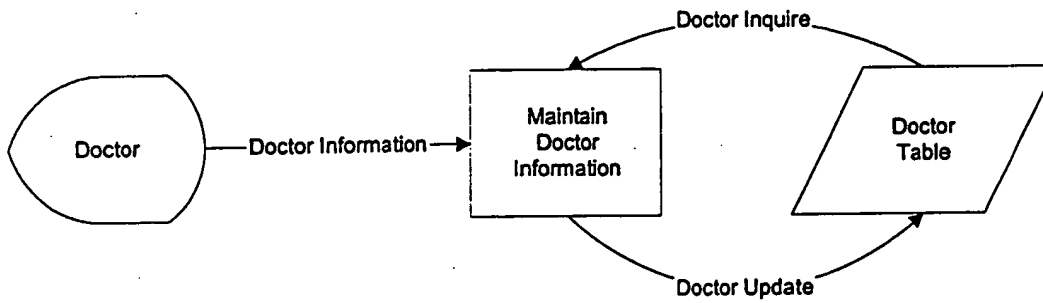 Doctor Inquire
Doctor
Doctor Information
Maintain
Doctor
Information
Doctor
Table
Doctor Update